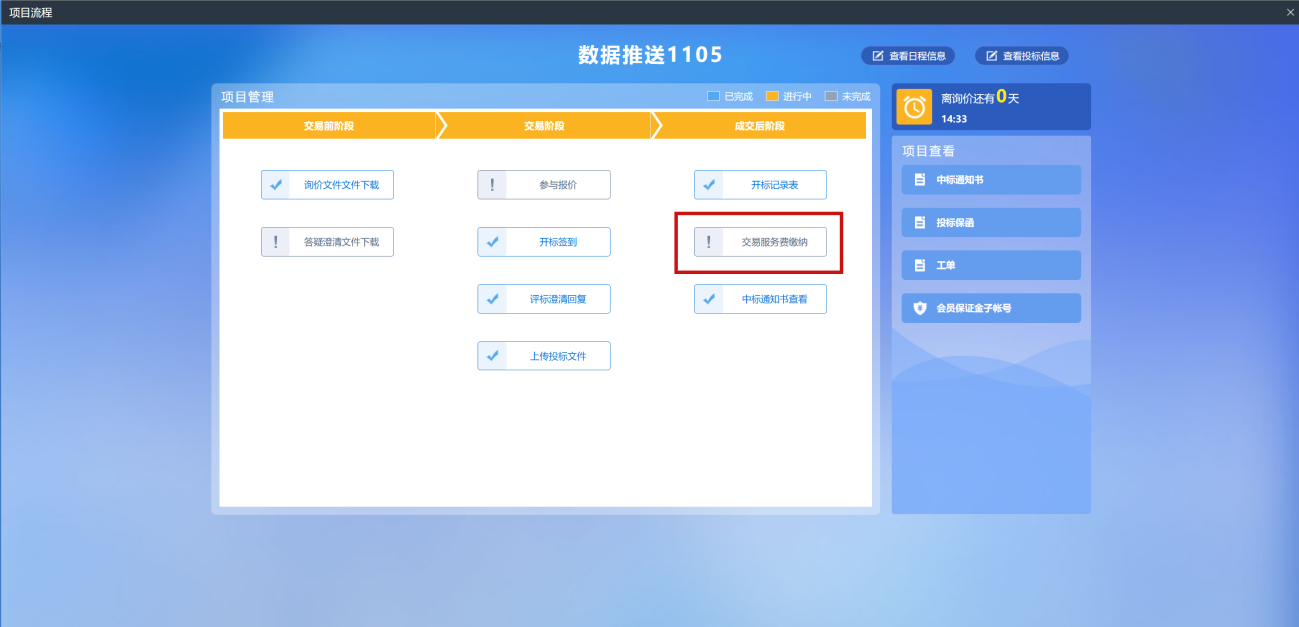 项目流程
数据推送1105
查看日程信息
查看投标信息
项目管理
已完成
进行中
未完成
交易前阶段
交易阶段
成交后阶段
询价文件文件下载
参与报价
开标记录表
答疑澄清文件下载
开标签到
交易服务费缴纳
评标澄清回复
中标通知书查看
上传投标文件
离询价还有0天
14:33
项目查看
中标通知书
投标保函
工单
会员保证金子帐号